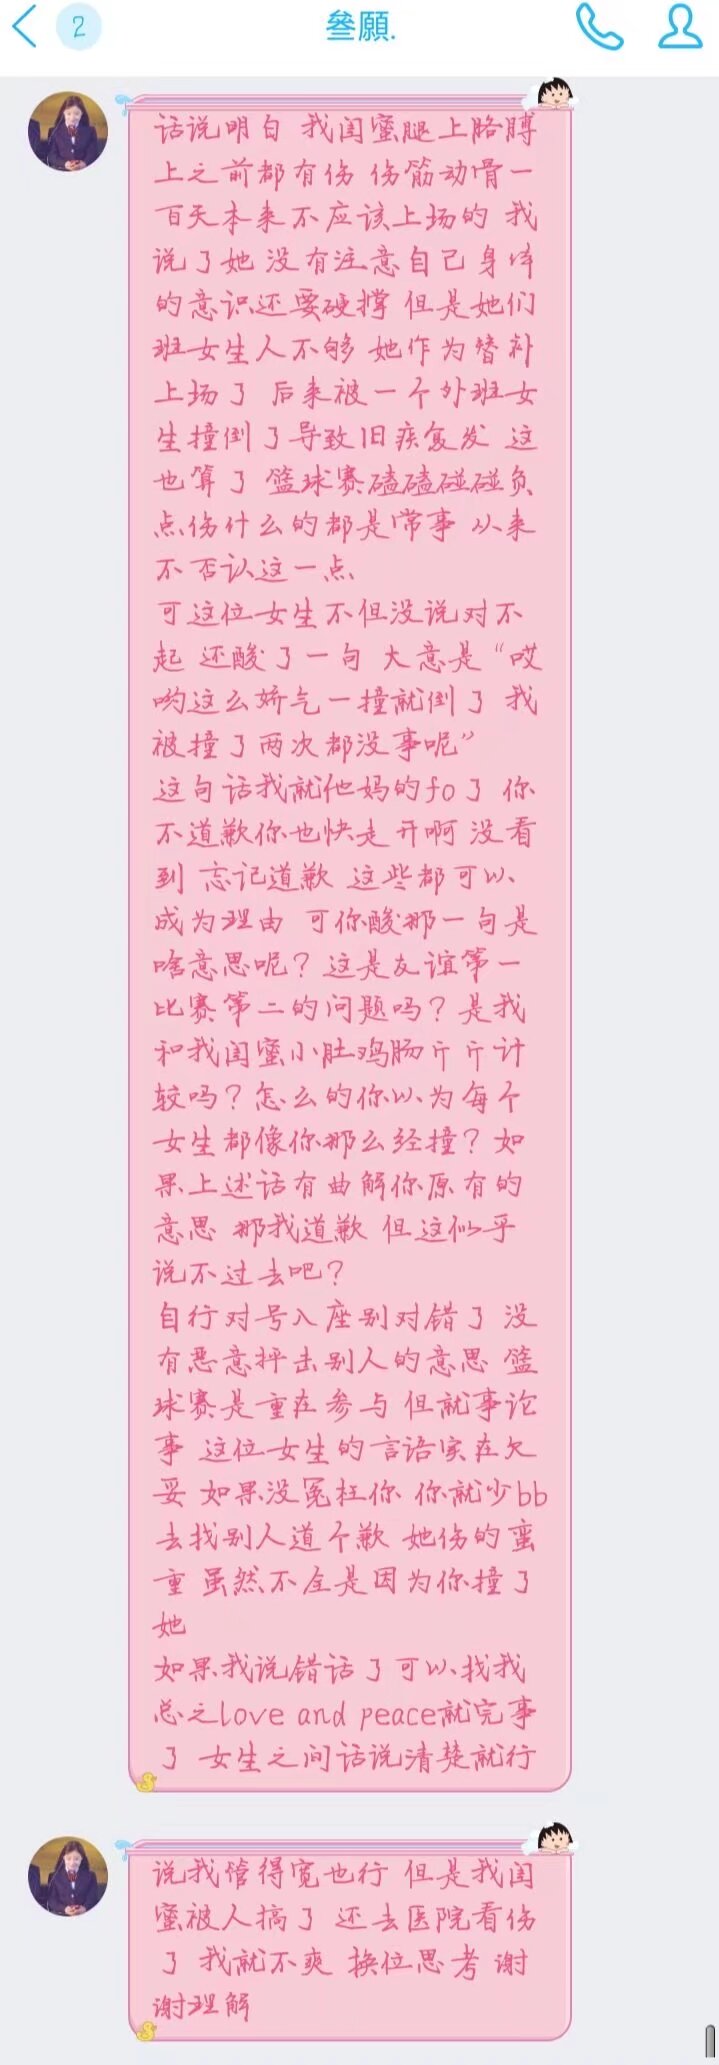 2
叄願.
话说明白 我闺蜜腿上胳膊
上之前都有伤 伤筋动骨一
百天本来不应该上场的 我
说了她 没有注意自己身体
的意识还要硬撑 但是她们
班女生人不够 她作为替补
上场了 后来被一个外班女
生撞倒了导致旧疾复发 这
也算了 篮球赛磕磕碰碰负
点伤什么的都是常事 从来
不否认这一点
可这位女生不但没说对不
起 还酸了一句 大意是“哎
哟这么娇气一撞就倒了 我
被撞了两次都没事呢”
这句话我就他妈的fo了 你
不道歉你也快走开啊 没看
到 忘记道歉 这些都可以
成为理由 可你酸那一句是
啥意思呢？这是友谊第一
比赛第二的问题吗？是我
和我闺蜜小肚鸡肠斤斤计
较吗？怎么的你以为每个
女生都像你那么经撞？如
果上述话有曲解你原有的
意思 那我道歉 但这似乎
说不过去吧？
自行对号入座别对错了 没
有恶意抨击别人的意思 篮
球赛是重在参与 但就事论
事 这位女生的言语实在欠
妥 如果没冤枉你 你就少bb
去找别人道个歉 她伤的蛮
重 虽然不全是因为你撞了
她
如果我说错话了可以找我
总之love and peace就完事
了 女生之间话说清楚就行
说我管得宽也行 但是我闺
蜜被人搞了 还去医院看伤
了 我就不爽 换位思考 谢
谢理解